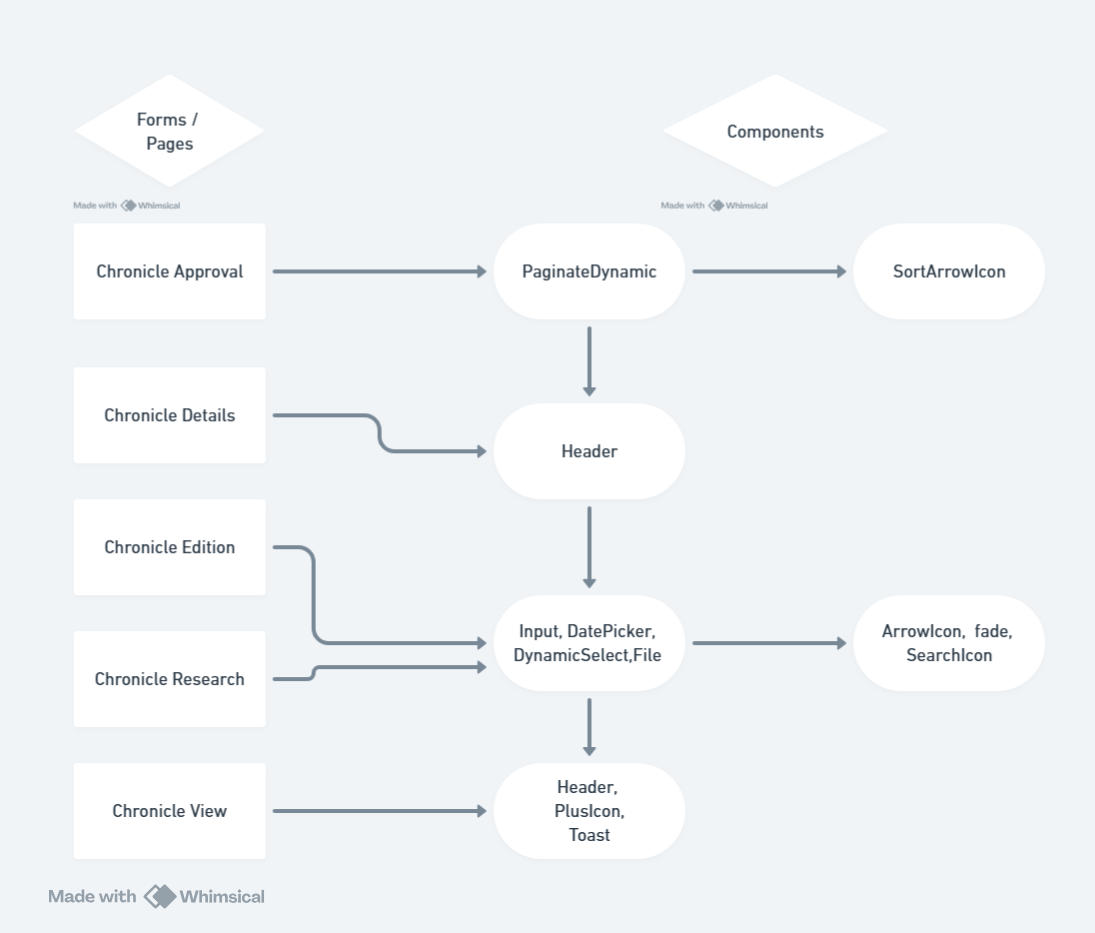 Forms /
Pages
Components
Made with Whimsical
Made with Whimsical
Chronicle Approval
PaginateDynamic
SortArrowIcon
Chronicle Details
Header
Chronicle Edition
Input, DatePicker,
DynamicSelect,File
ArrowIcon,  fade,
SearchIcon
Chronicle Research
Chronicle View
Header,
PlusIcon,
Toast
Made with Whimsical